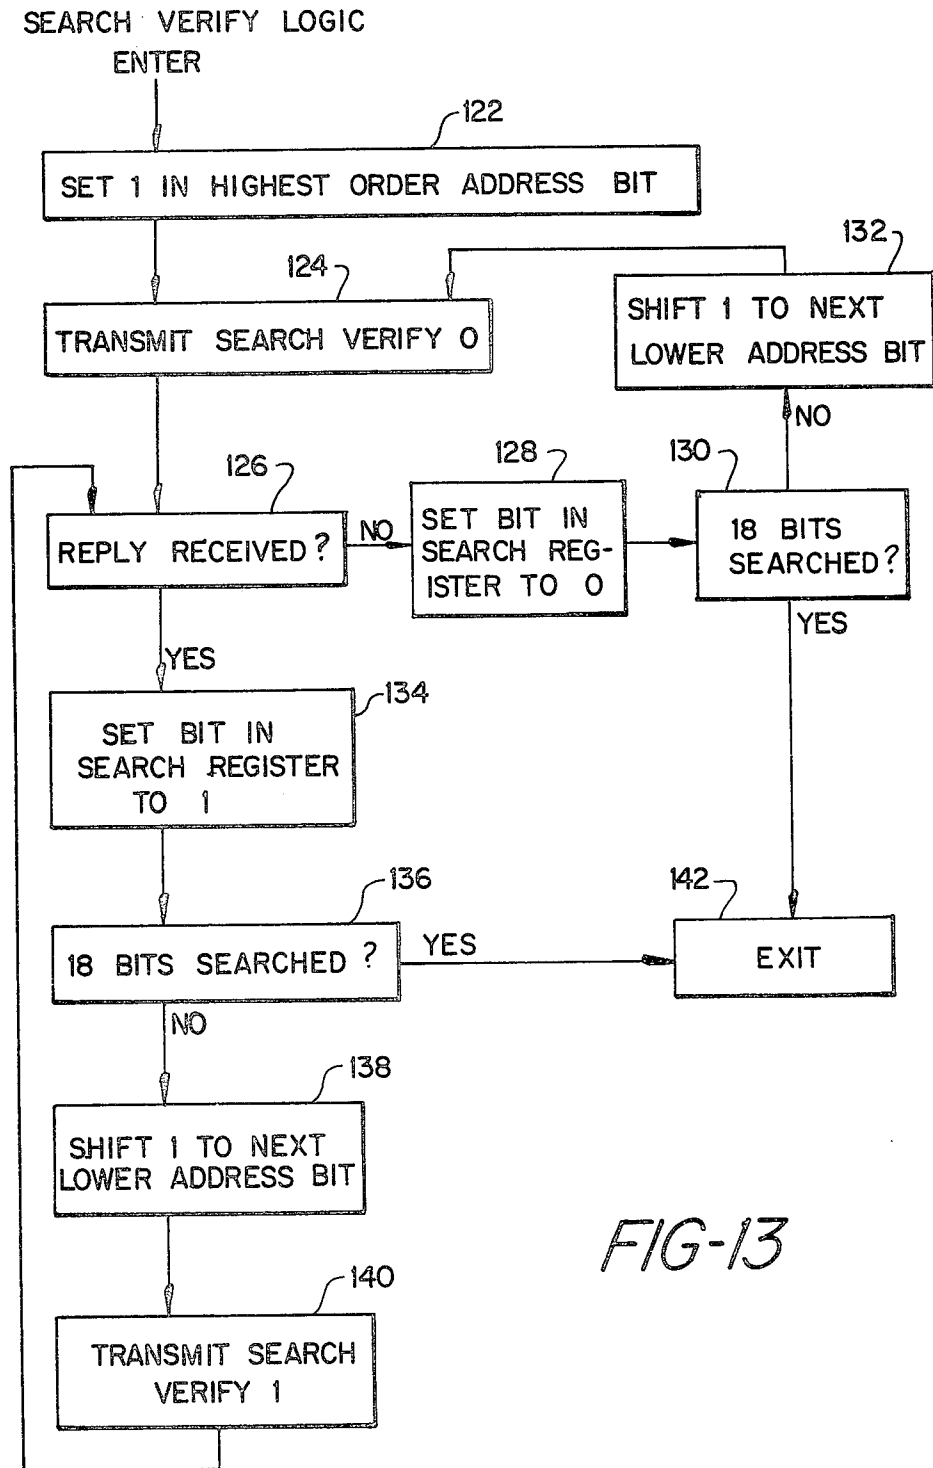 SEARCH VERIFY LOGIC
ENTER
122
SET 1 IN HIGHEST ORDER ADDRESS BIT
132
124
SHIFT 1 TO NEXT
LOWER ADDRESS BIT
TRANSMIT SEARCH VERIFY 0
NO
126
128
130
REPLY RECEIVED?
NO
SET BIT IN
SEARCH REG-
ISTER TO 0
18 BITS
SEARCHED?
YES
YES
134
SET BIT IN
SEARCH REGISTER
TO 1
136
142
18 BITS SEARCHED?
YES
EXIT
NO
138
SHIFT 1 TO NEXT
LOWER ADDRESS BIT
FIG-13
140
TRANSMIT SEARCH
VERIFY 1